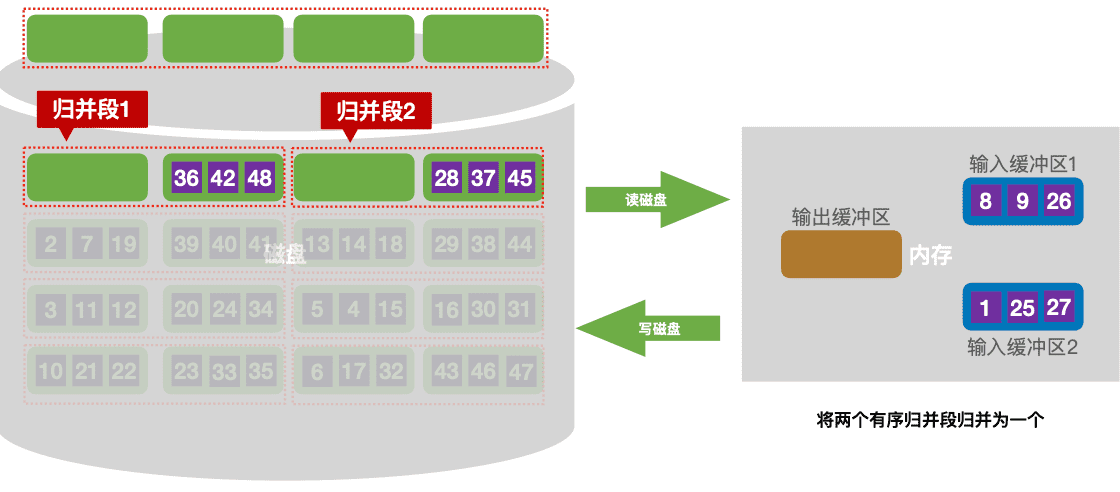 归并段1
归并段2
36 42 48
28 37 45
2 7 19
39 40 41
13 14 18
29 38 44
磁盘
3 11 12
20 24 34
5 4 15
16 30 31
10 21 22
23 33 35
6 17 32
43 46 47
读磁盘
写磁盘
输入缓冲区1
8 9 26
输出缓冲区
内存
1 25 27
输入缓冲区2
将两个有序归并段归并为一个